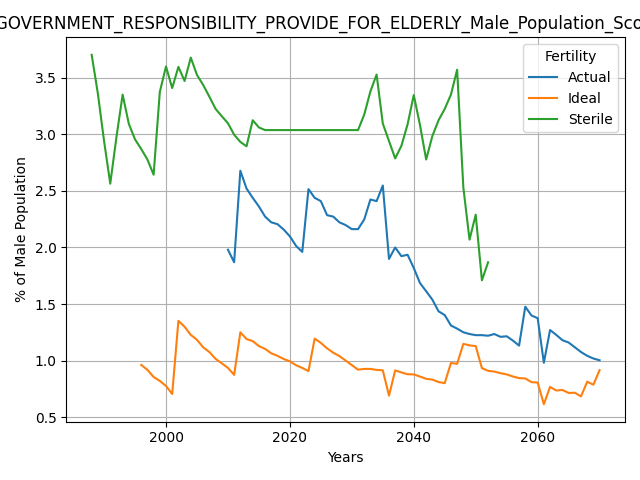 GOVERNMENT_RESPONSIBILITY_PROVIDE_FOR_ELDERLY_Male_Population_Sco
Fertility
Actual
Ideal
Sterile
3.5
3.0
2.5
2.0
1.5
1.0
0.5
% of Male Population
2000
2020
2040
2060
Years